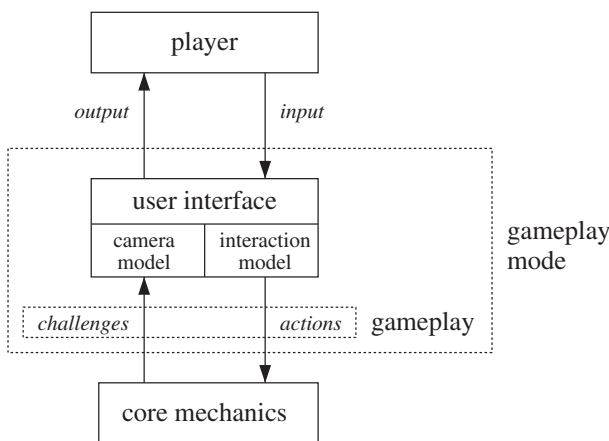 player
output
input
user interface
camera
model
interaction
model
gameplay
mode
challenges
actions
gameplay
core mechanics